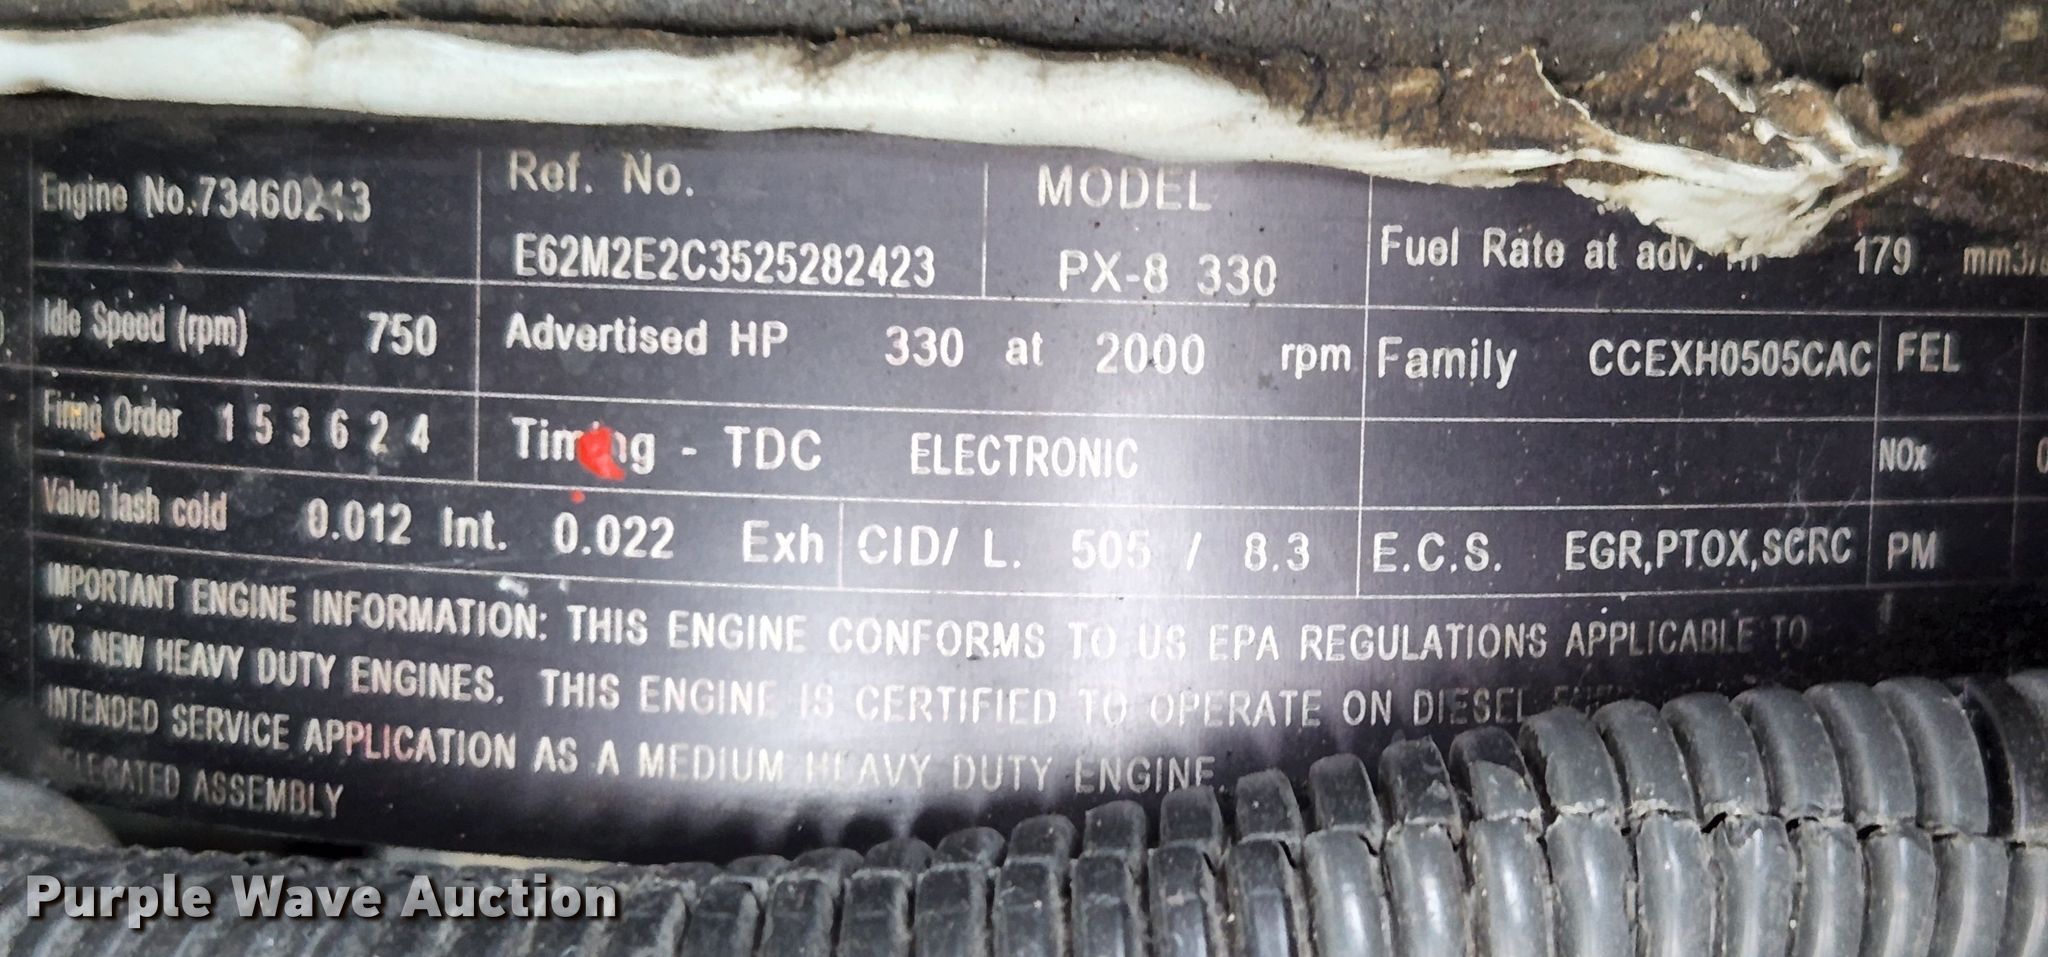 Engine No. 73460213
Ref. No.
E62M2E2C3525282423
MODEL
PX-8 330
Fuel Rate at adv. 179
Idle Speed (rpm) 750
Advertised HP 330 at 2000 rpm
Family CCEXH0505CAC
FEL
Firing Order 1 5 3 6 2 4
Timing - TDC ELECTRONIC
NOx
Valve lash cold 0.012 Int. 0.022 Exh
CID/ L. 505 / 8.3
E.C.S. EGR,PTOX,SCRC
PM
IMPORTANT ENGINE INFORMATION: THIS ENGINE CONFORMS TO US EPA REGULATIONS APPLICABLE TO
YR. NEW HEAVY DUTY ENGINES. THIS ENGINE IS CERTIFIED TO OPERATE ON DIESEL
INTENDED SERVICE APPLICATION AS A MEDIUM HEAVY DUTY ENGINE.
ASSEMBLY
Purple Wave Auction